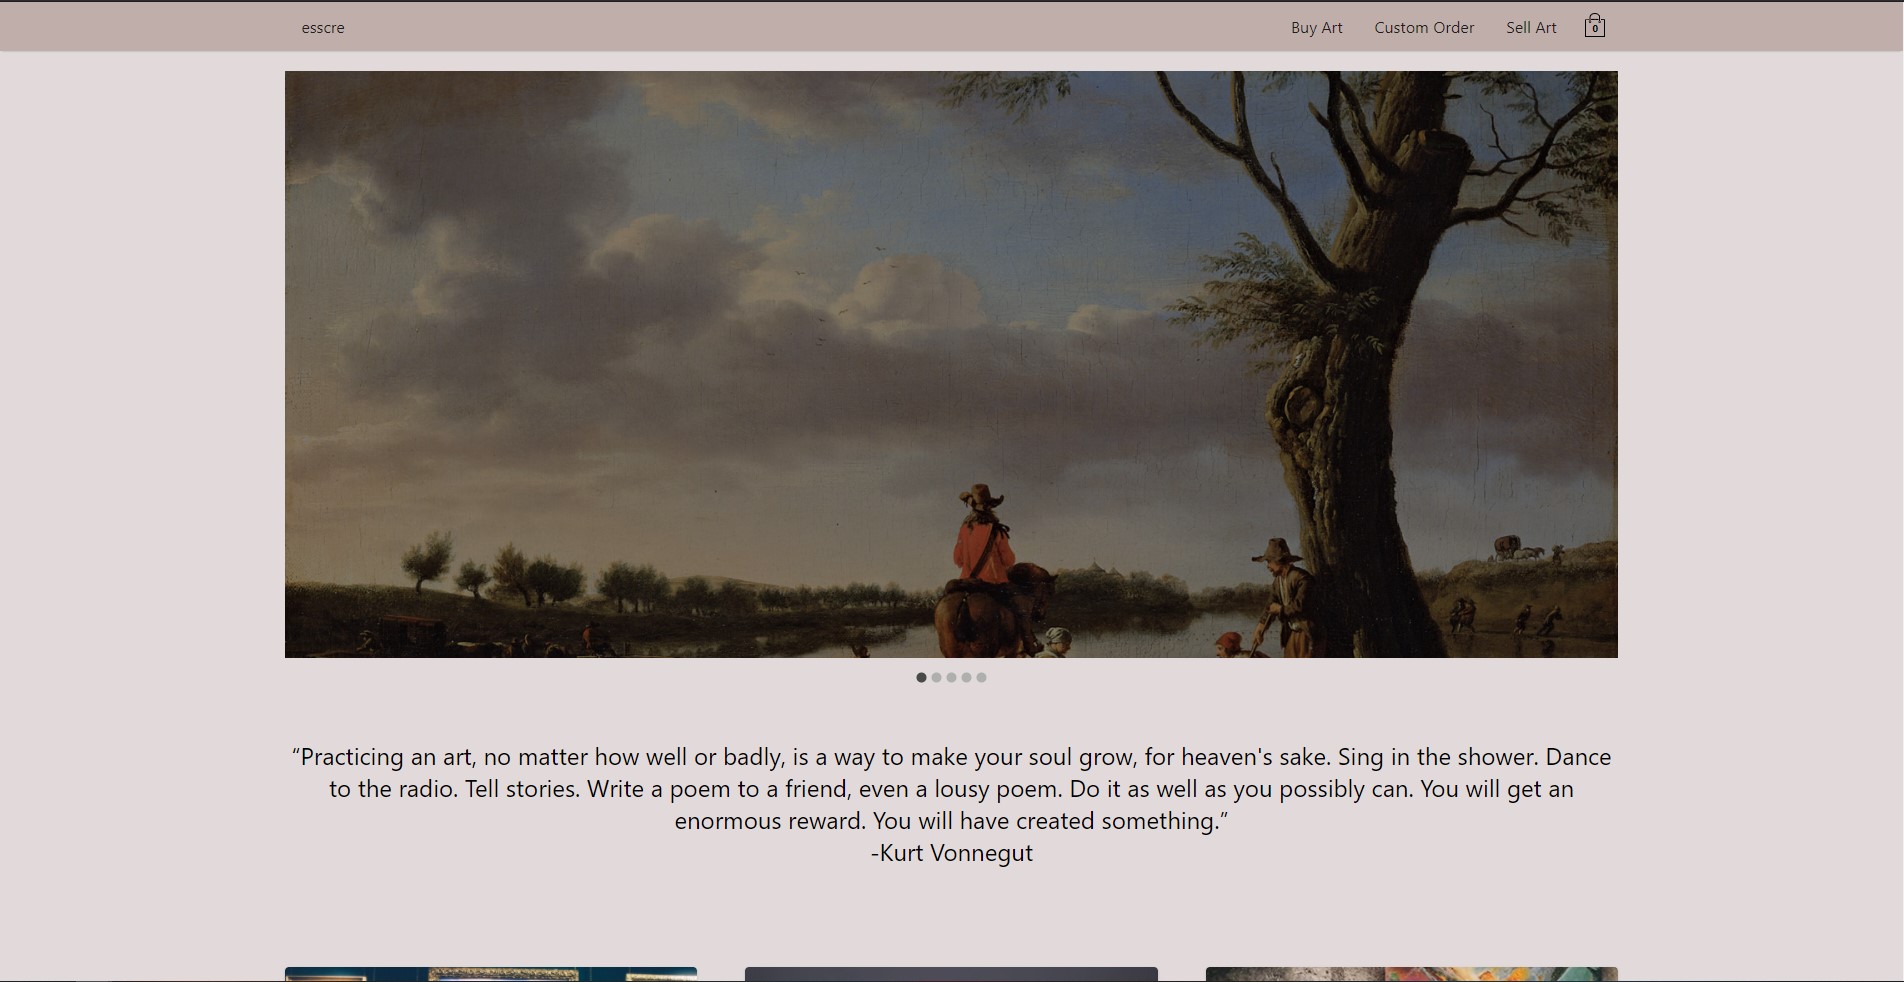 esscre
Buy Art
Custom Order
Sell Art
0
“Practicing an art, no matter how well or badly, is a way to make your soul grow, for heaven's sake. Sing in the shower. Dance
to the radio. Tell stories. Write a poem to a friend, even a lousy poem. Do it as well as you possibly can. You will get an
enormous reward. You will have created something.”
-Kurt Vonnegut